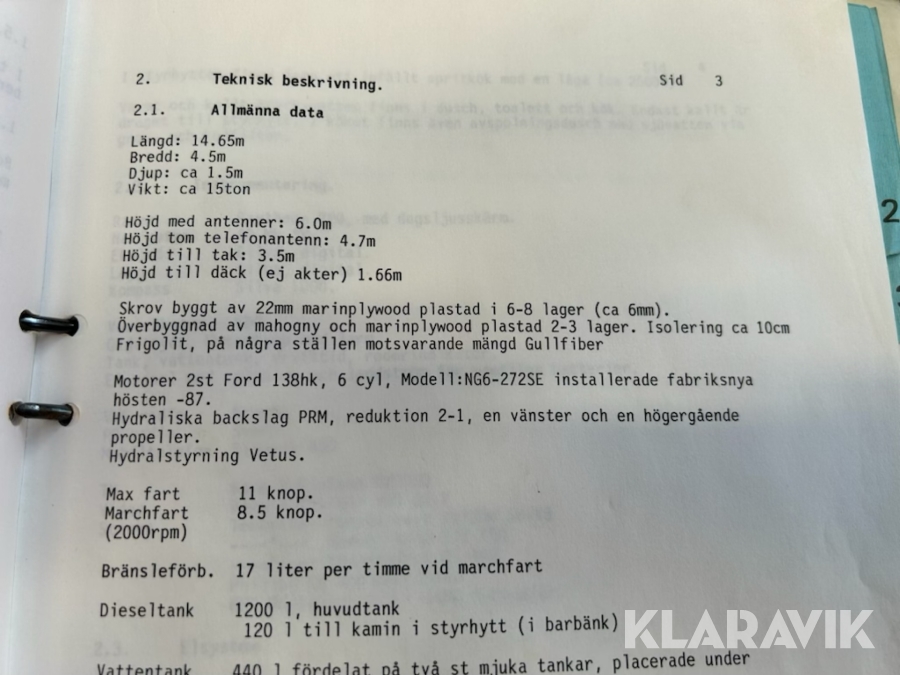 2. Teknisk beskrivning. Sid 3
2.1. Allmänna data
Längd: 14.65m
Bredd: 4.5m
Djup: ca 1.5m
Vikt: ca 15ton
Höjd med antenner: 6.0m
Höjd tom telefonantenn: 4.7m
Höjd till tak: 3.5m
Höjd till däck (ej akter) 1.66m
Skrov byggt av 22mm marinplywood plastad i 6-8 lager (ca 6mm).
Överbyggnad av mahogny och marinplywood plastad 2-3 lager. Isolering ca 10cm
Frigolit, på några ställen motsvarande mängd Gullfiber
Motorer 2st Ford 138hk, 6 cyl, Modell:NG6-272SE installerade fabriksnya
hösten -87.
Hydraliska backslag PRM, reduktion 2-1, en vänster och en högergående
propeller.
Hydralstyrning Vetus.
Max fart 11 knop.
Marchfart 8.5 knop.
(2000rpm)
Bränsleförb. 17 liter per timme vid marchfart
Dieseltank 1200 l, huvudtank
120 l till kamin i styrhytt (i barbänk)
Vattentank 440 l fördelat på två st mjuka tankar, placerade under
KLARAVIK
2